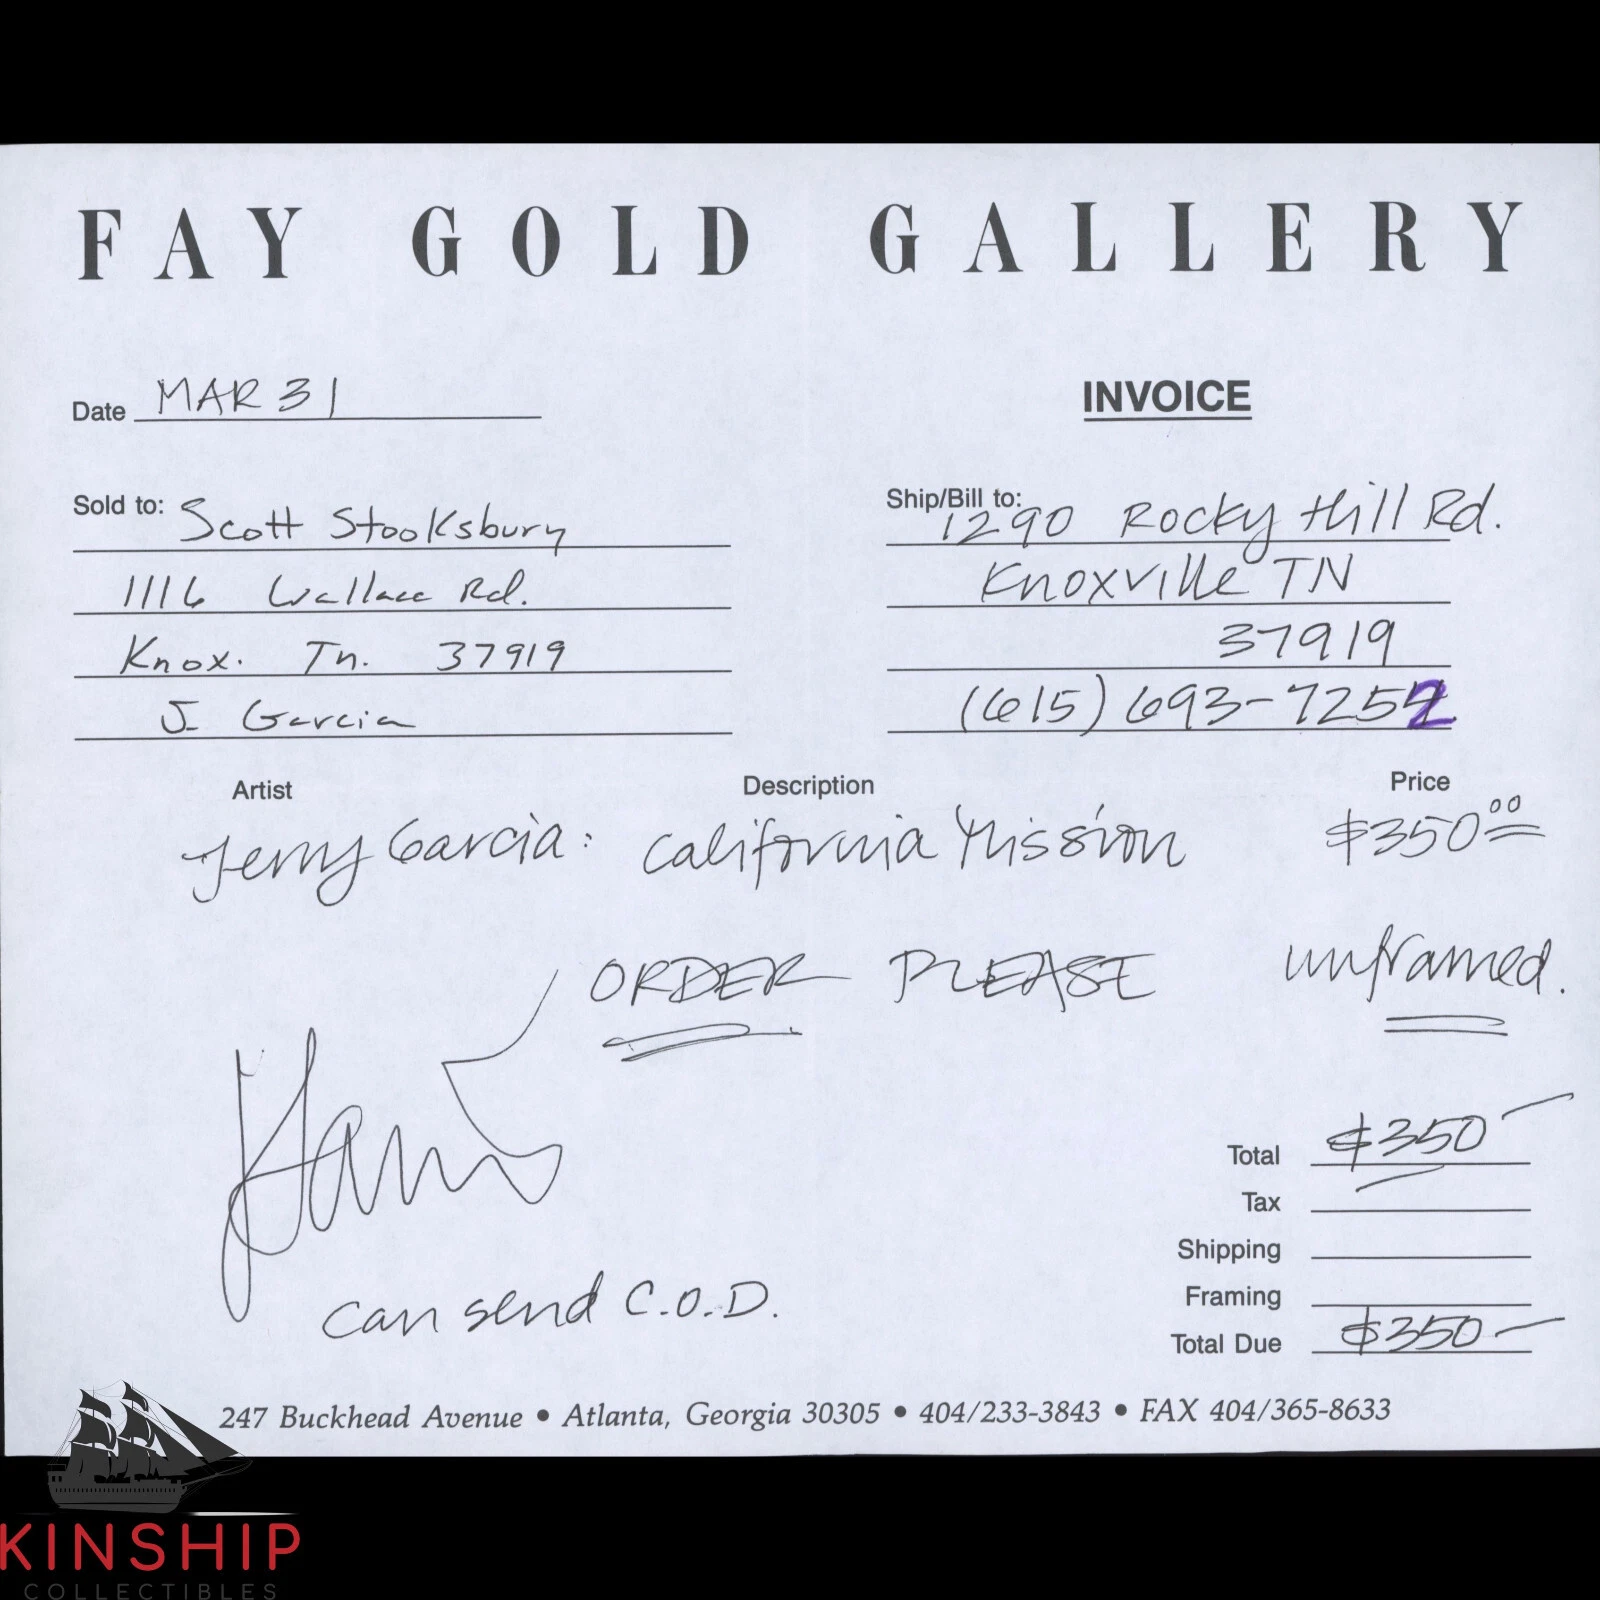 FAY GOLD GALLERY
Date MAR 31
INVOICE
Sold to: Scott Stooksbury
1116 Wallace Rd.
Knox. Tn. 37919
J. Garcia
Ship/Bill to: 1290 Rocky Hill Rd.
Knoxville TN
37919
(615) 693-7252
Artist Description Price
Jerry Garcia: California Mission $350.00
ORDER PLEASE unframed.
can send C.O.D.
Total $350-
Tax
Shipping
Framing
Total Due $350-
247 Buckhead Avenue • Atlanta, Georgia 30305 • 404/233-3843 • FAX 404/365-8633
KINSHIP
COLLECTIBLES